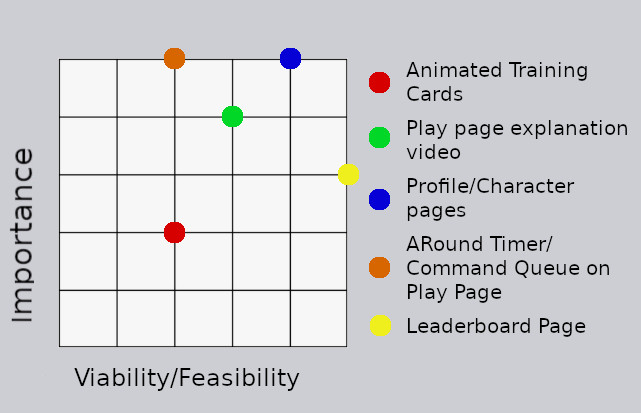 Importance
Viability/Feasibility
Animated Training
Cards
Play page explanation
video
Profile/Character
pages
ARound Timer/
Command Queue on
Play Page
Leaderboard Page